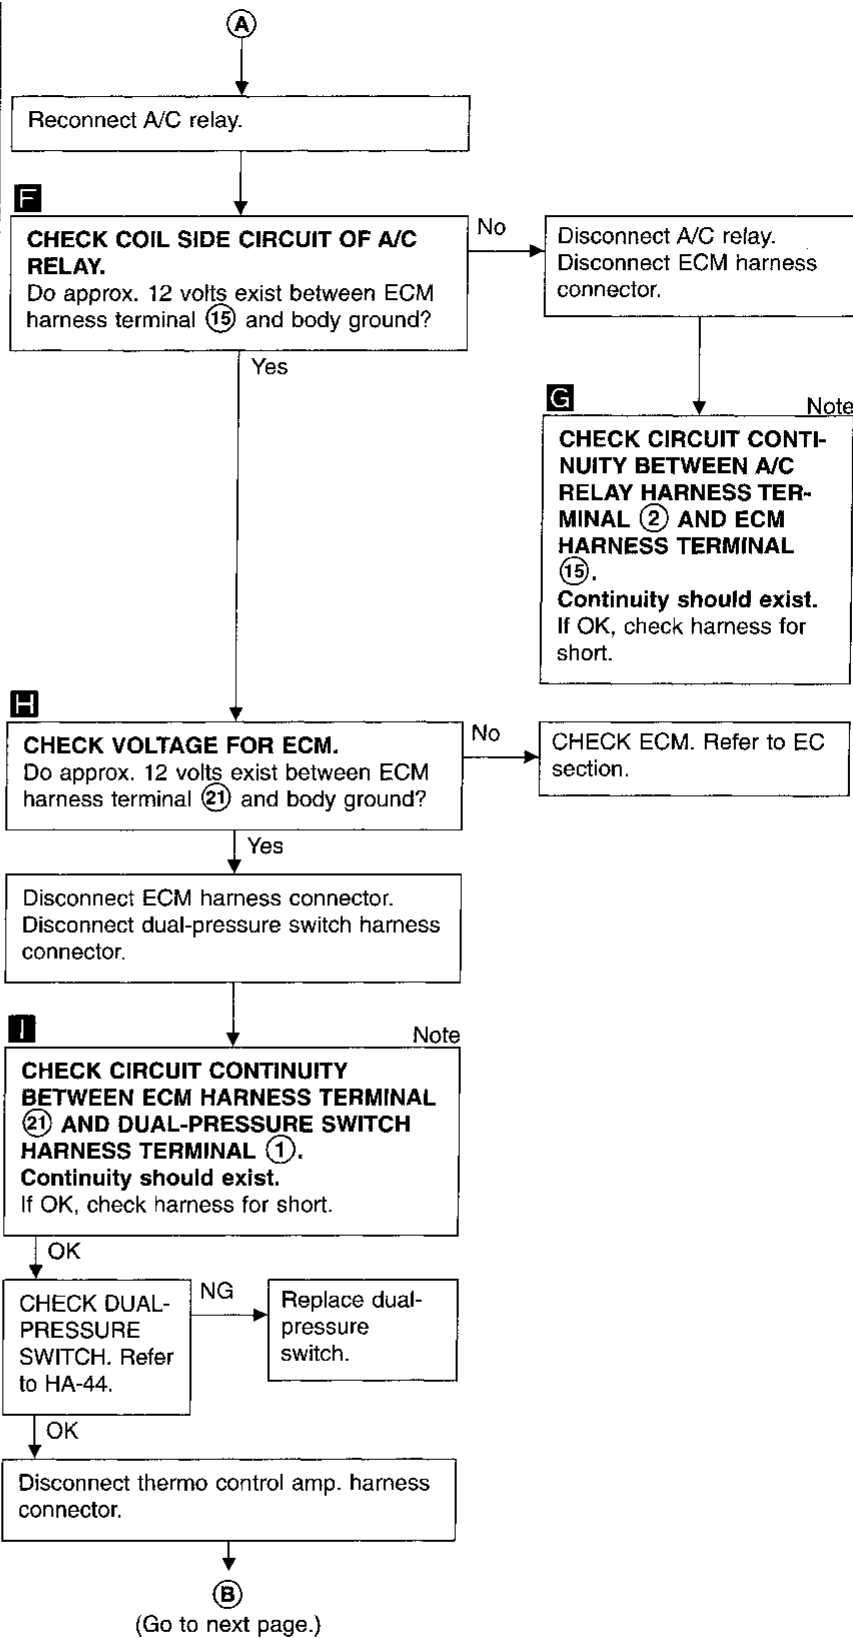 A
Reconnect A/C relay.
F
CHECK COIL SIDE CIRCUIT OF A/C
RELAY.
Do approx. 12 volts exist between ECM
harness terminal 15 and body ground?
No
Disconnect A/C relay.
Disconnect ECM harness
connector.
Yes
G
Note
CHECK CIRCUIT CONTI-
NUITY BETWEEN A/C
RELAY HARNESS TER-
MINAL 2 AND ECM
HARNESS TERMINAL
15.
Continuity should exist.
If OK, check harness for
short.
H
CHECK VOLTAGE FOR ECM.
Do approx. 12 volts exist between ECM
harness terminal 21 and body ground?
No
CHECK ECM. Refer to EC
section.
Yes
Disconnect ECM harness connector.
Disconnect dual-pressure switch harness
connector.
I
Note
CHECK CIRCUIT CONTINUITY
BETWEEN ECM HARNESS TERMINAL
21 AND DUAL-PRESSURE SWITCH
HARNESS TERMINAL 1.
Continuity should exist.
If OK, check harness for short.
OK
CHECK DUAL-
PRESSURE
SWITCH. Refer
to HA-44.
NG
Replace dual-
pressure
switch.
OK
Disconnect thermo control amp. harness
connector.
B
(Go to next page.)